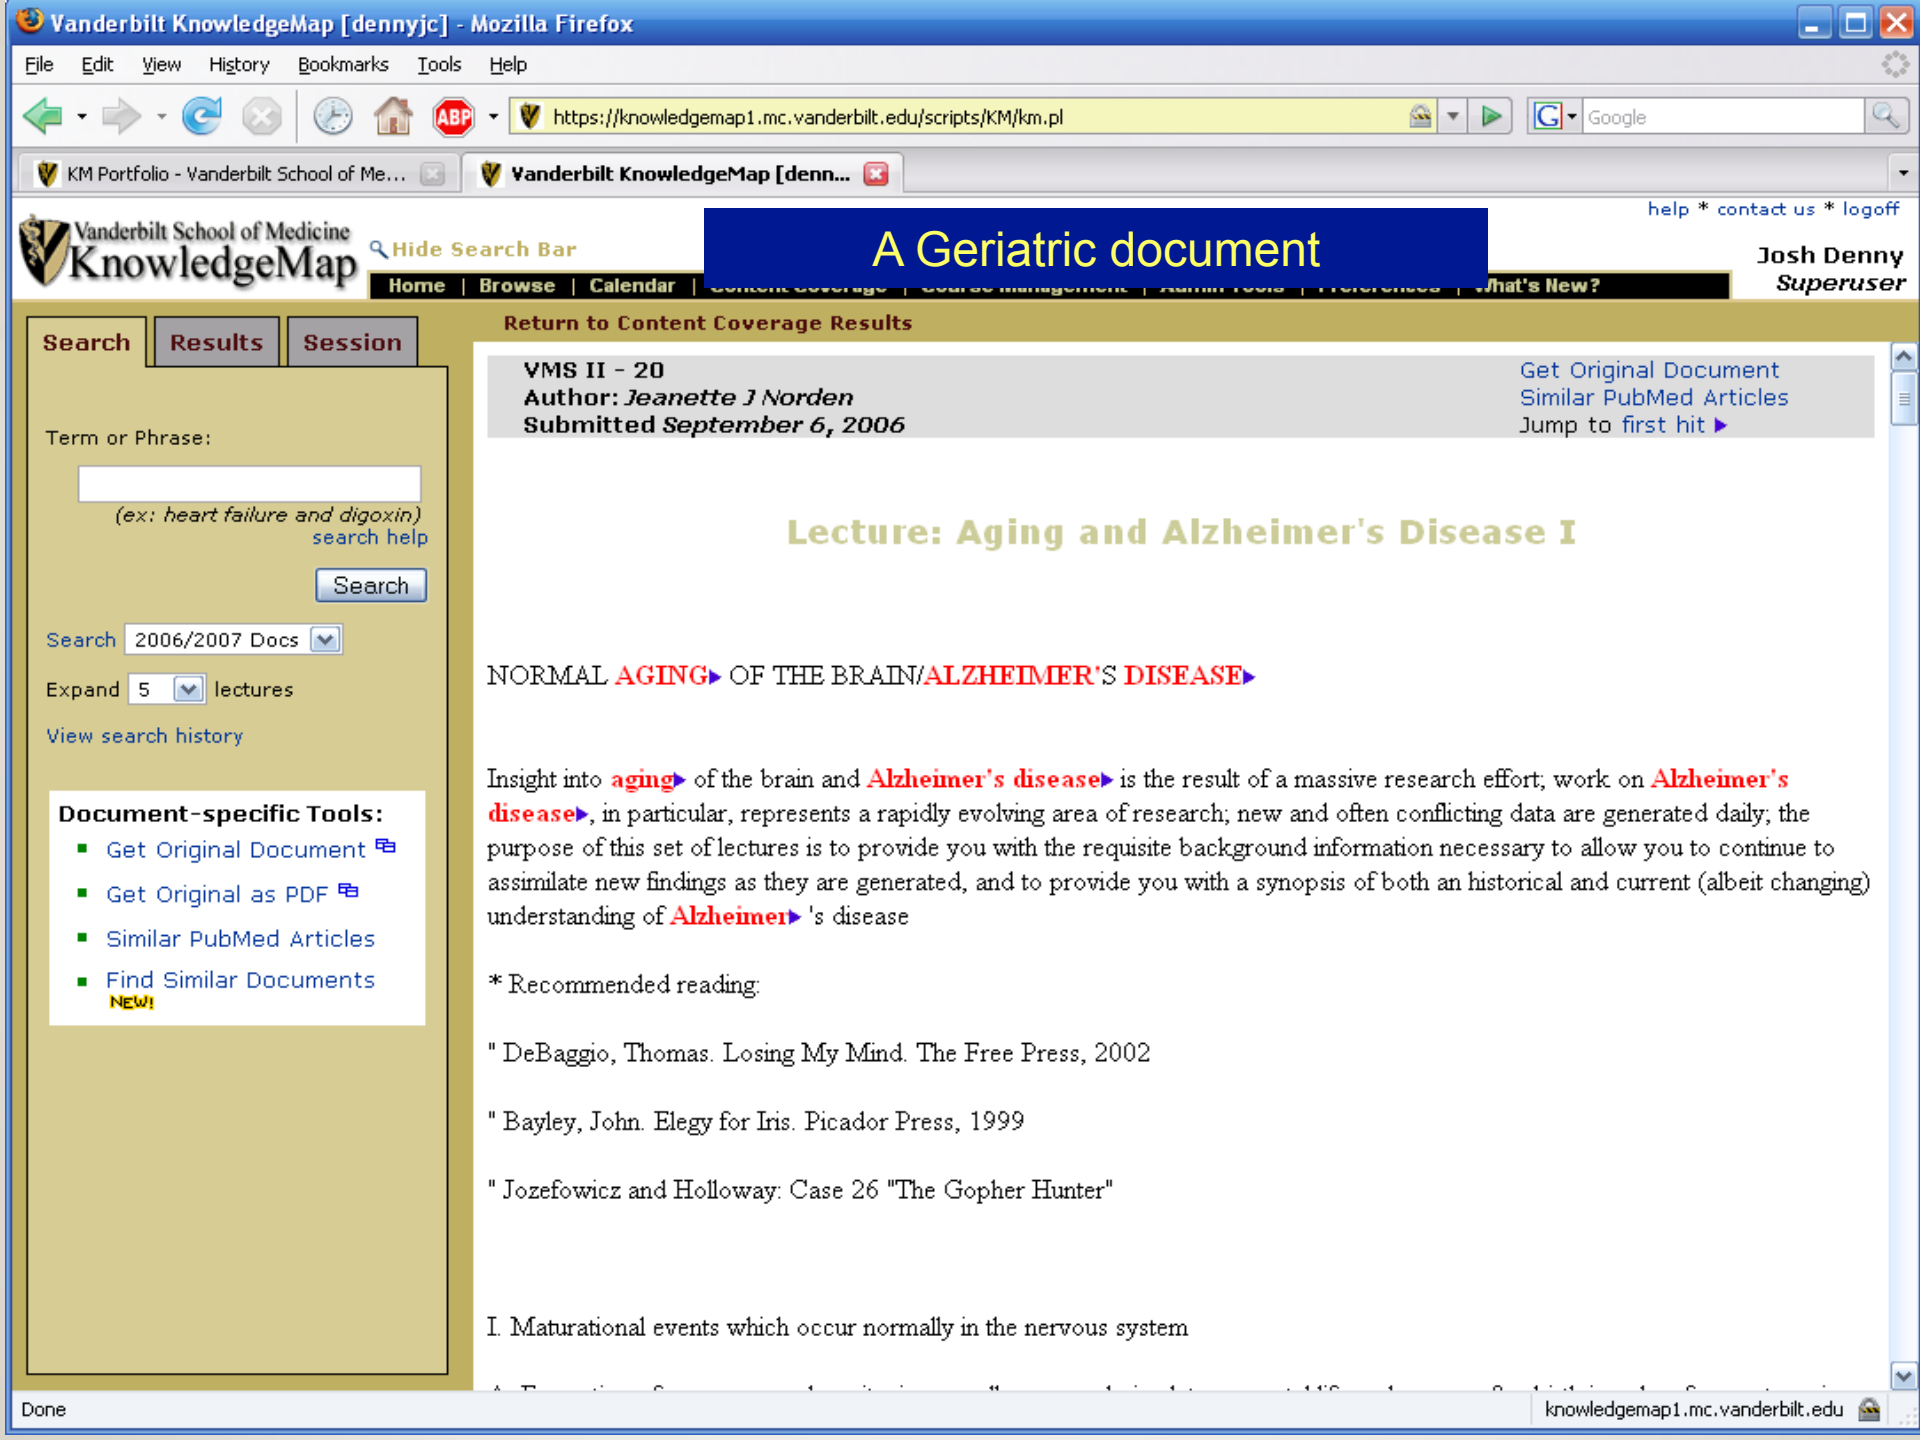 Vanderbilt KnowledgeMap [dennyjc] - Mozilla Firefox
File Edit View History Bookmarks Tools Help
ABP https://knowledgemap1.mc.vanderbilt.edu/scripts/KM/km.pl G Google
KM Portfolio - Vanderbilt School of Me... Vanderbilt KnowledgeMap [denn...
help * contact us * logoff
Vanderbilt School of Medicine
KnowledgeMap
Hide Search Bar
A Geriatric document
Josh Denny
Superuser
Home | Browse | Calendar | Content Coverage | Course Management | Admin Tools | Preferences | What's New?
Search Results Session
Return to Content Coverage Results
VMS II - 20
Author: Jeanette J Norden
Submitted September 6, 2006
Get Original Document
Similar PubMed Articles
Jump to first hit
Term or Phrase:
(ex: heart failure and digoxin)
search help
Search
Search 2006/2007 Docs
Expand 5 lectures
View search history
Document-specific Tools:
Get Original Document
Get Original as PDF
Similar PubMed Articles
Find Similar Documents
NEW!
Lecture: Aging and Alzheimer's Disease I
NORMAL AGING OF THE BRAIN/ALZHEIMER'S DISEASE
Insight into aging of the brain and Alzheimer's disease is the result of a massive research effort; work on Alzheimer's
disease, in particular, represents a rapidly evolving area of research; new and often conflicting data are generated daily; the
purpose of this set of lectures is to provide you with the requisite background information necessary to allow you to continue to
assimilate new findings as they are generated, and to provide you with a synopsis of both an historical and current (albeit changing)
understanding of Alzheimer 's disease
* Recommended reading:
" DeBaggio, Thomas. Losing My Mind. The Free Press, 2002
" Bayley, John. Elegy for Iris. Picador Press, 1999
" Jozefowicz and Holloway: Case 26 "The Gopher Hunter"
I. Maturational events which occur normally in the nervous system
Done
knowledgemap1.mc.vanderbilt.edu